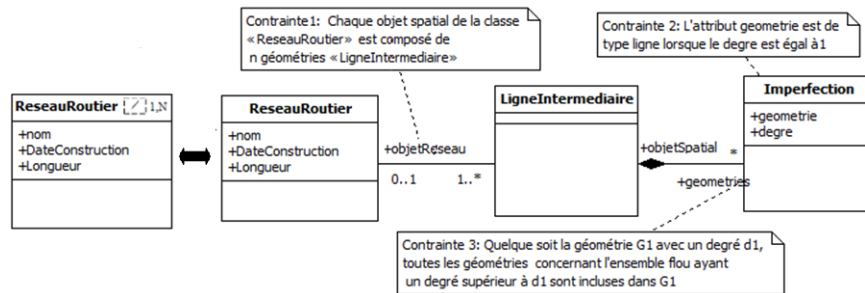 Contrainte1: Chaque objet spatial de la classe
«ReseauRoutier» est composé de
n géométries «LigneIntermediaire»
Contrainte 2: L'attribut geometrie est de
type ligne lorsque le degre est égal à1
ReseauRoutier 1,N
+nom
+DateConstruction
+Longueur
ReseauRoutier
+nom
+DateConstruction
+Longueur
+objetReseau
0..1
1..*
LigneIntermediaire
+objetSpatial
*
+geometries
Imperfection
+geometrie
+degre
Contrainte 3: Quelque soit la géométrie G1 avec un degré d1,
toutes les géométries concernant l'ensemble flou ayant
un degré supérieur à d1 sont incluses dans G1